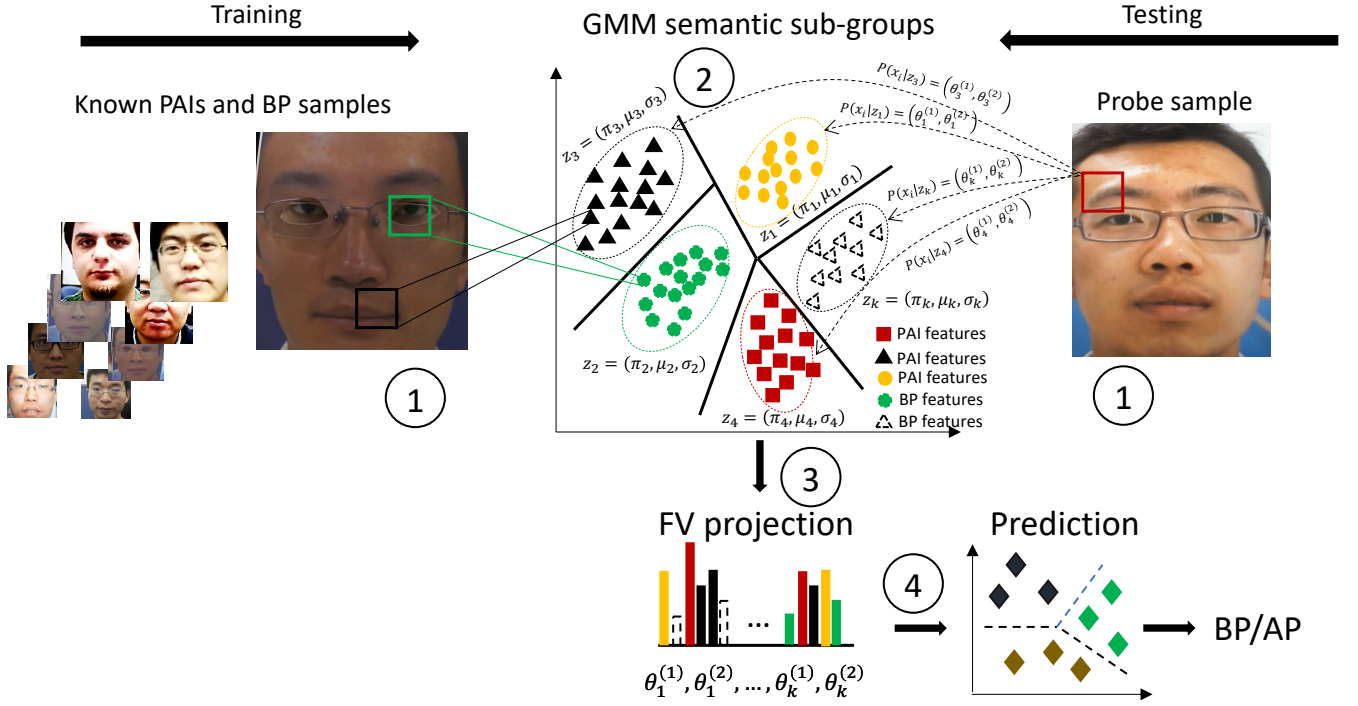 Training
GMM semantic sub-groups
Testing
Known PAIs and BP samples
2
Probe sample
P(x_i|z_3) = (θ_3^{(1)}, θ_3^{(2)})
P(x_i|z_1) = (θ_1^{(1)}, θ_1^{(2)})
z_3 = (π_3, μ_3, σ_3)
z_1 = (π_1, μ_1, σ_1)
P(x_i|z_k) = (θ_k^{(1)}, θ_k^{(2)})
P(x_i|z_4) = (θ_4^{(1)}, θ_4^{(2)})
z_k = (π_k, μ_k, σ_k)
z_2 = (π_2, μ_2, σ_2)
z_4 = (π_4, μ_4, σ_4)
PAI features
PAI features
PAI features
BP features
BP features
1
1
3
FV projection
Prediction
4
...
BP/AP
θ_1^{(1)}, θ_1^{(2)}, ..., θ_k^{(1)}, θ_k^{(2)}